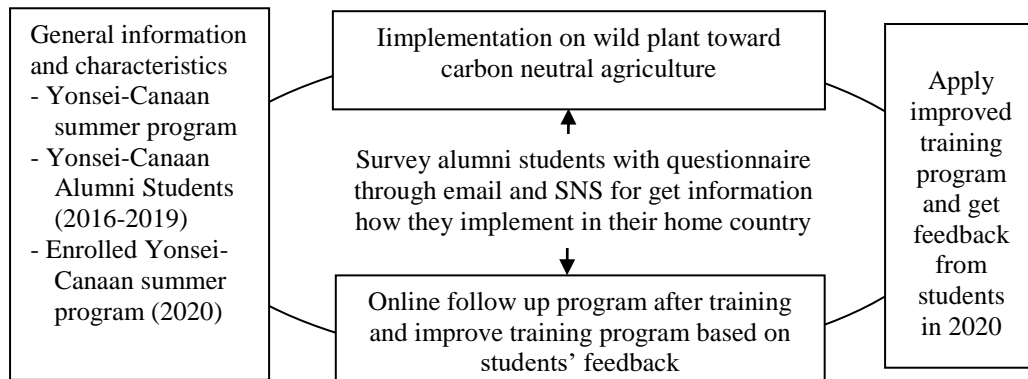 General information
and characteristics
- Yonsei-Canaan
summer program
- Yonsei-Canaan
Alumni Students
(2016-2019)
- Enrolled Yonsei-
Canaan summer
program (2020)
Iimplementation on wild plant toward
carbon neutral agriculture
Survey alumni students with questionnaire
through email and SNS for get information
how they implement in their home country
Online follow up program after training
and improve training program based on
students’ feedback
Apply
improved
training
program
and get
feedback
from
students
in 2020